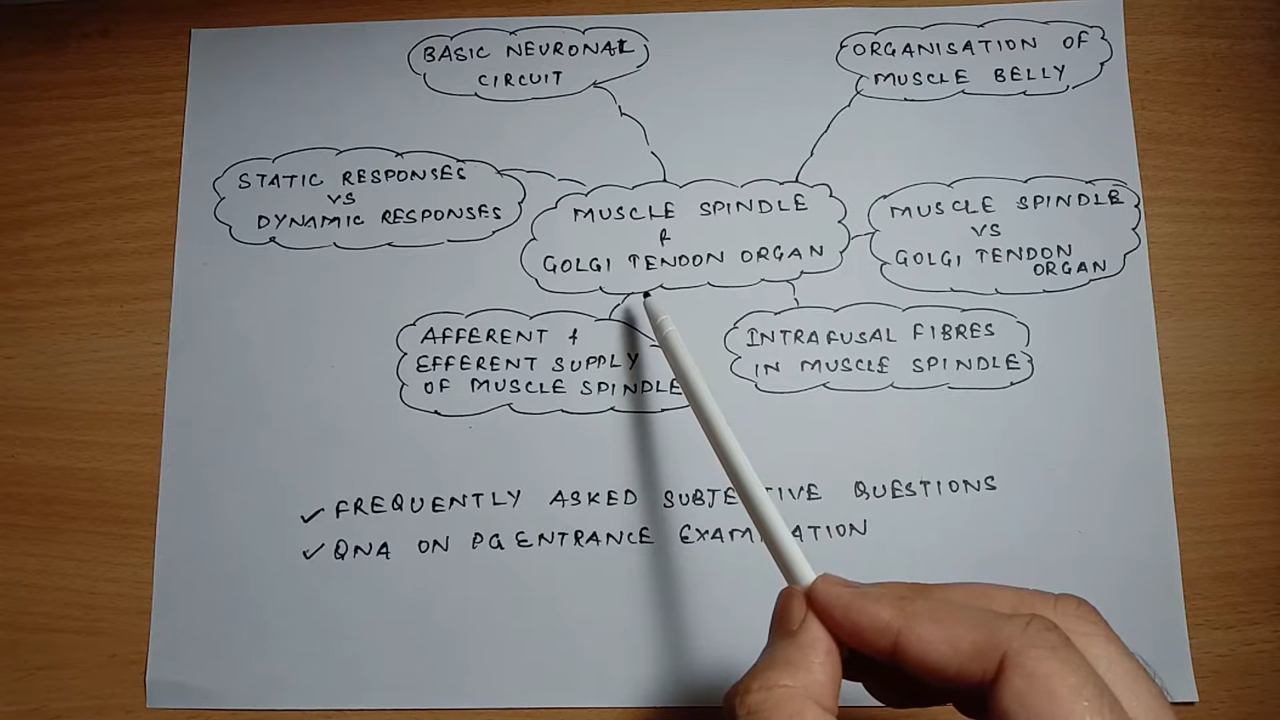 BASIC NEURONAL
CIRCUIT
ORGANISATION OF
MUSCLE BELLY
STATIC RESPONSES
VS
DYNAMIC RESPONSES
MUSCLE SPINDLE
&
GOLGI TENDON ORGAN
MUSCLE SPINDLE
VS
GOLGI TENDON
ORGAN
AFFERENT &
EFFERENT SUPPLY
OF MUSCLE SPINDLE
INTRAFUSAL FIBRES
IN MUSCLE SPINDLE
✓ FREQUENTLY ASKED SUBJECTIVE QUESTIONS
✓ QNA ON PG ENTRANCE EXAMINATION